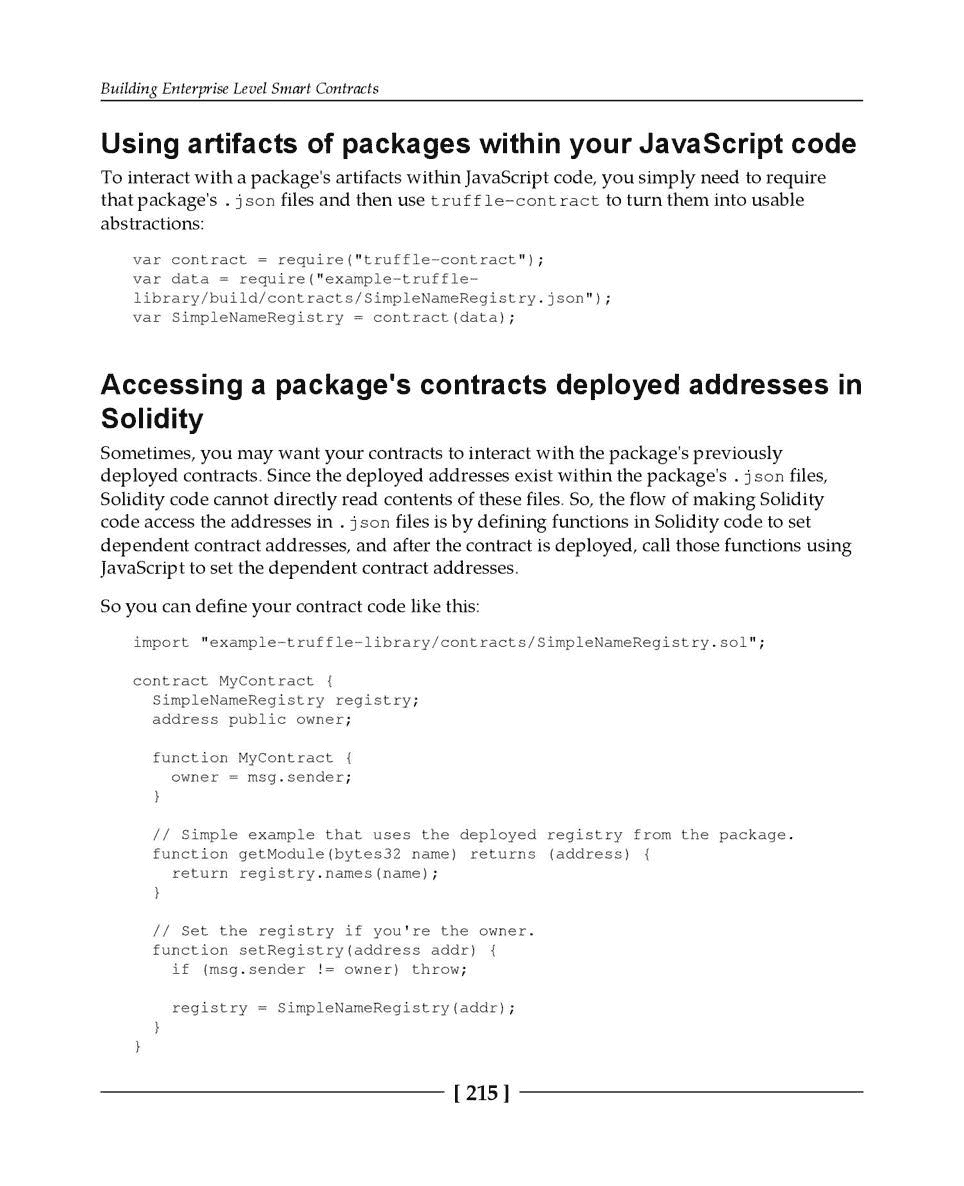 Building Enterprise Level Smart Contracts
Using artifacts of packages within your JavaScript code
To interact with a package's artifacts within JavaScript code, you simply need to require
that package's .json files and then use truffle-contract to turn them into usable
abstractions:
var contract = require("truffle-contract");
var data = require("example-truffle-
library/build/contracts/SimpleNameRegistry.json");
var SimpleNameRegistry = contract(data);
Accessing a package's contracts deployed addresses in
Solidity
Sometimes, you may want your contracts to interact with the package's previously
deployed contracts. Since the deployed addresses exist within the package's .json files,
Solidity code cannot directly read contents of these files. So, the flow of making Solidity
code access the addresses in .json files is by defining functions in Solidity code to set
dependent contract addresses, and after the contract is deployed, call those functions using
JavaScript to set the dependent contract addresses.
So you can define your contract code like this:
import "example-truffle-library/contracts/SimpleNameRegistry.sol";
contract MyContract {
SimpleNameRegistry registry;
address public owner;
function MyContract {
owner = msg.sender;
}
// Simple example that uses the deployed registry from the package.
function getModule(bytes32 name) returns (address) {
return registry.names(name);
}
// Set the registry if you're the owner.
function setRegistry(address addr) {
if (msg.sender != owner) throw;
registry = SimpleNameRegistry(addr);
}
}
[ 215 ]